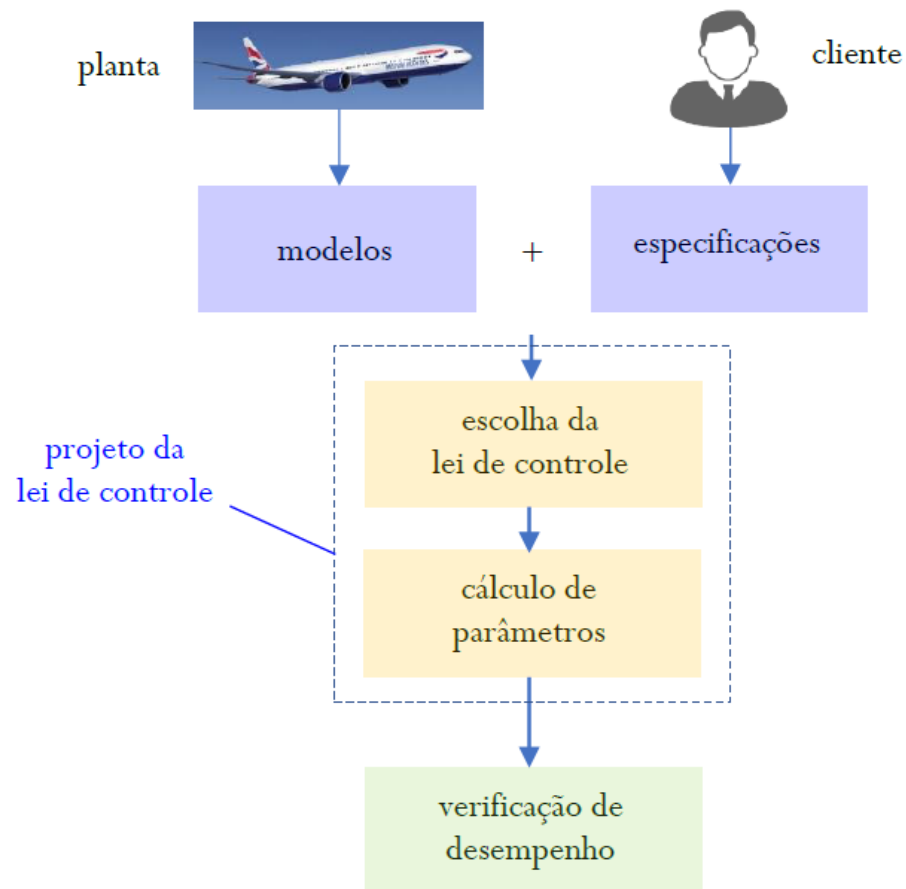 planta
cliente
modelos
+
especificações
escolha da
lei de controle
projeto da
lei de controle
cálculo de
parâmetros
verificação de
desempenho